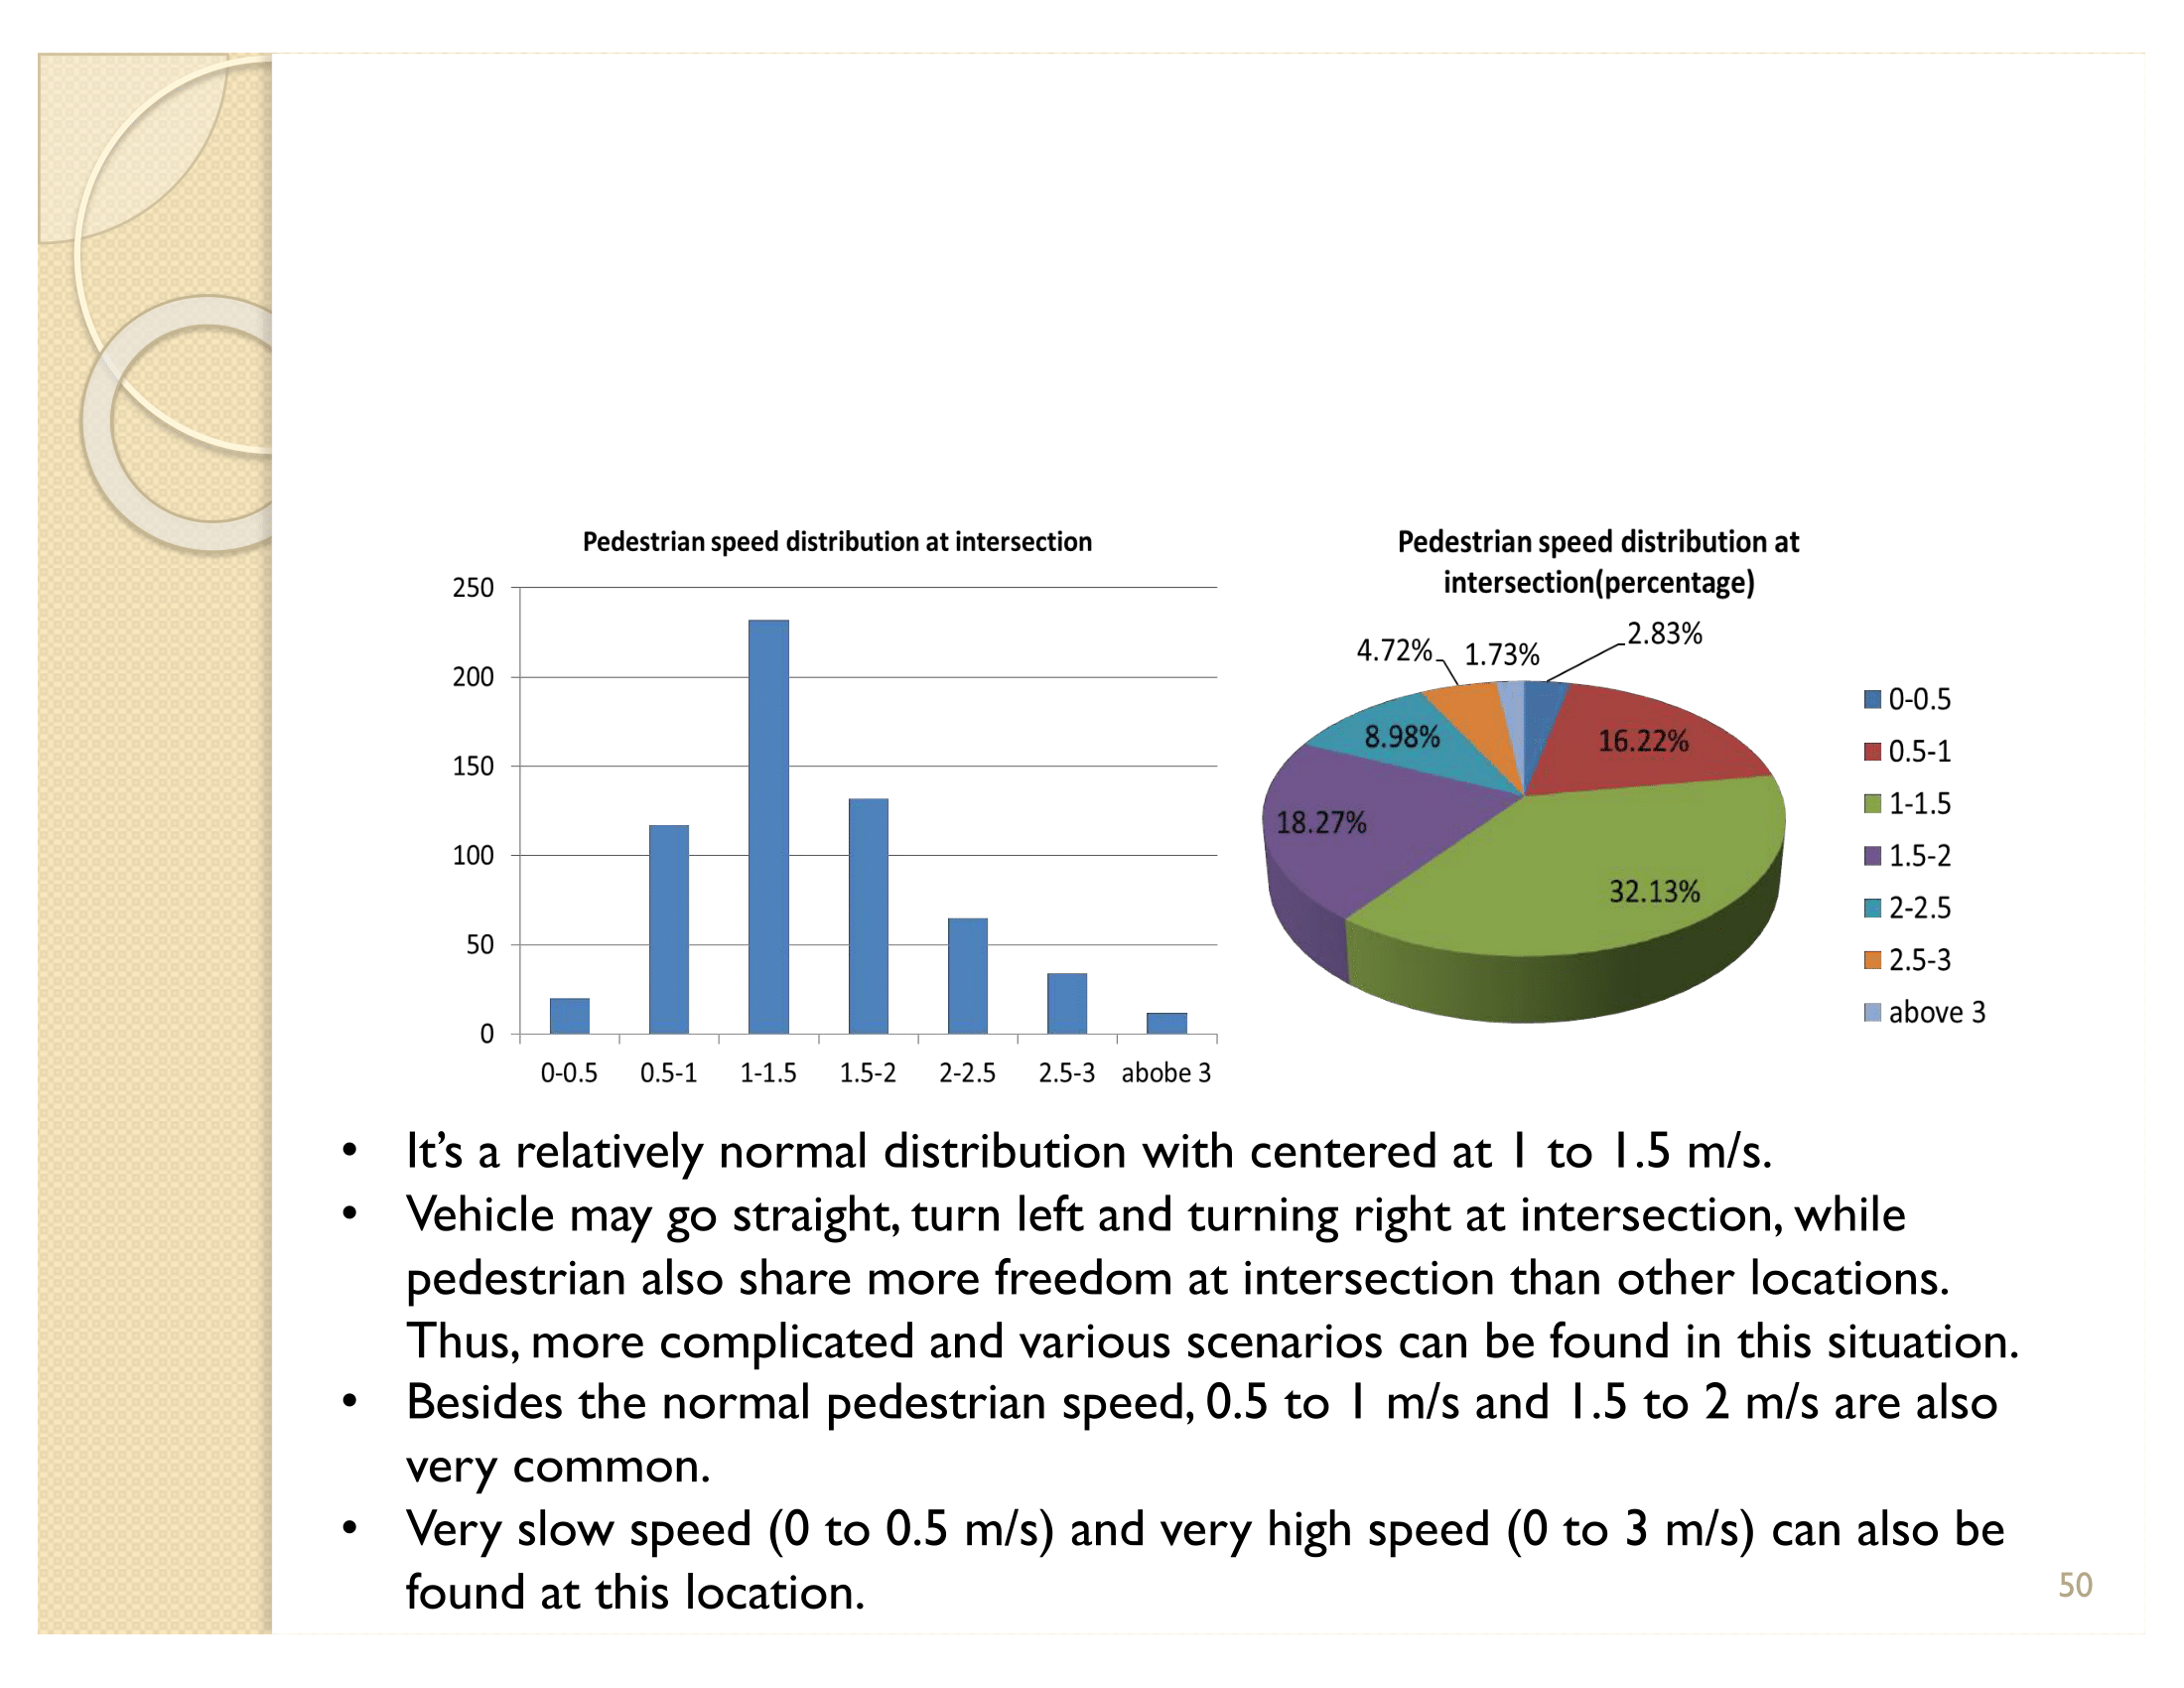 Pedestrian speed distribution at intersection
250
200
150
100
50
0
0-0.5 0.5-1 1-1.5 1.5-2 2-2.5 2.5-3 abobe 3
Pedestrian speed distribution at
intersection(percentage)
2.83%
4.72% 1.73%
8.98% 16.22%
18.27%
32.13%
0-0.5
0.5-1
1-1.5
1.5-2
2-2.5
2.5-3
above 3
• It’s a relatively normal distribution with centered at 1 to 1.5 m/s.
• Vehicle may go straight, turn left and turning right at intersection, while
pedestrian also share more freedom at intersection than other locations.
Thus, more complicated and various scenarios can be found in this situation.
• Besides the normal pedestrian speed, 0.5 to 1 m/s and 1.5 to 2 m/s are also
very common.
• Very slow speed (0 to 0.5 m/s) and very high speed (0 to 3 m/s) can also be
found at this location.
50